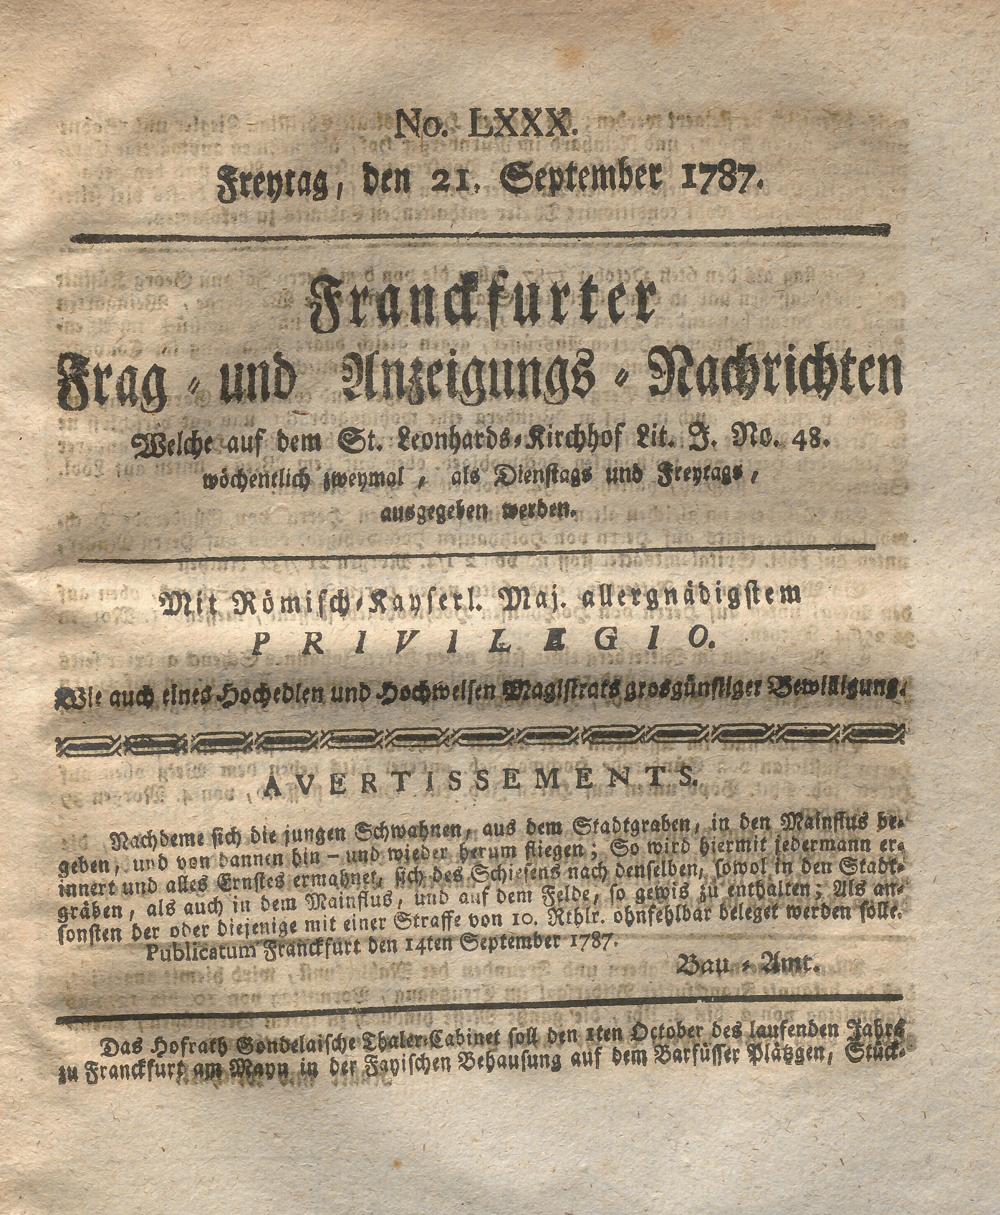 No. LXXX.
Freytag, den 21. September 1787.
Franckfurter
Frag - und Anzeigungs - Nachrichten
Welche auf dem St. Leonhards-Kirchhof Lit. J. No. 48.
wöchentlich zweymal, als Dienstags und Freytags,
ausgegeben werden.
Mit Römisch-Kayserl. Maj. allergnädigstem
PRIVILEGIO.
Wie auch eines Hochedlen und Hochweisen Magistrats grosgünstiger Bewilligung.
AVERTISSEMENTS.
Nachdeme sich die jungen Schwahnen, aus dem Stadtgraben, in den Mainflus be-
geben, und von dannen hin - und wieder herum fliegen; So wird hiermit jedermann er-
innert und alles Ernstes ermahnet, sich des Schiesens nach denselben, sowol in den Stadt-
gräben, als auch in dem Mainflus, und auf dem Felde, so gewis zu enthalten; Als an-
sonsten der oder diejenige mit einer Straffe von 10. Rthlr. ohnfehlbar beleget werden solle.
Publicatum Franckfurt den 14ten September 1787.
Bau - Amt.
Das Hofrath Gondelaische Thaler-Cabinet soll den 1ten October des laufenden Jahrs
zu Franckfurt am Mayn in der Fayischen Behausung auf dem Barfüsser Plätzgen, Stück-